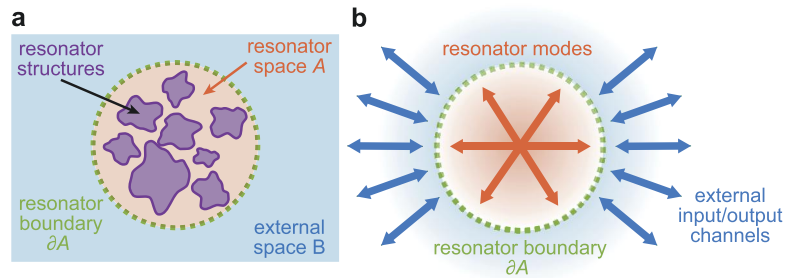 a
resonator
structures
resonator
space A
resonator
boundary
∂A
external
space B
b
resonator modes
external
input/output
channels
resonator boundary
∂A